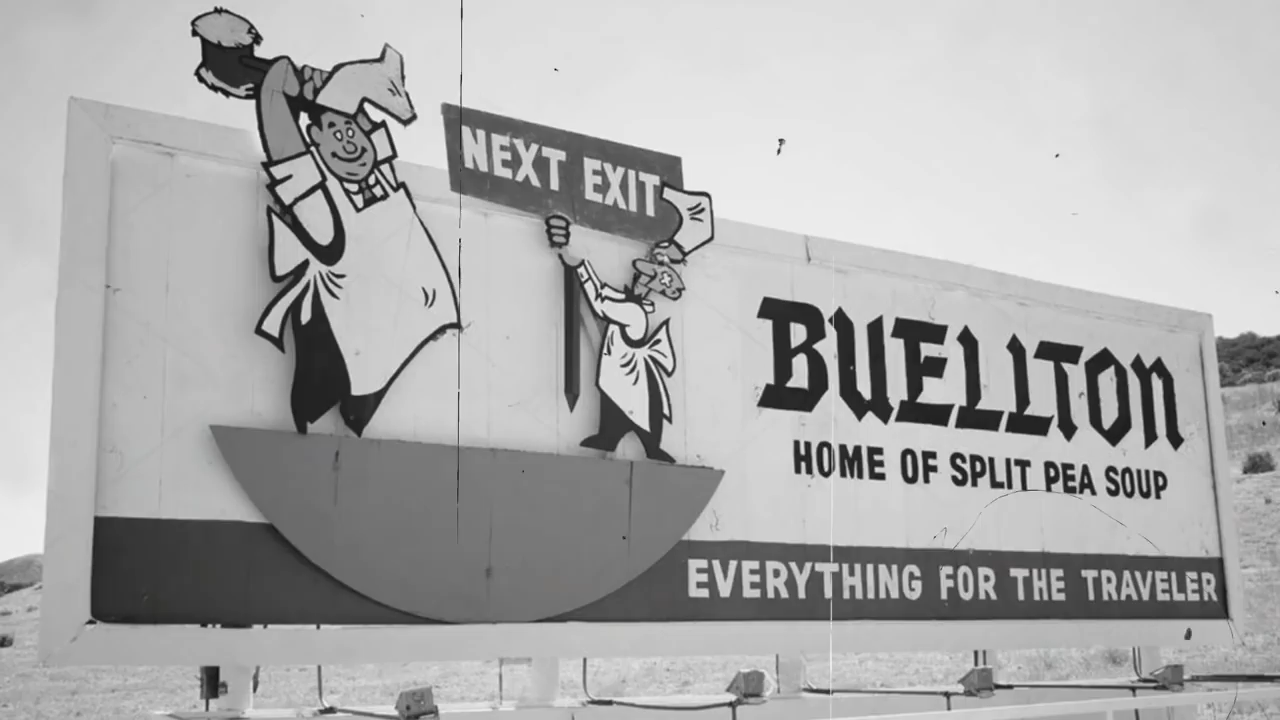 NEXT EXIT
BUELLTON
HOME OF SPLIT PEA SOUP
EVERYTHING FOR THE TRAVELER